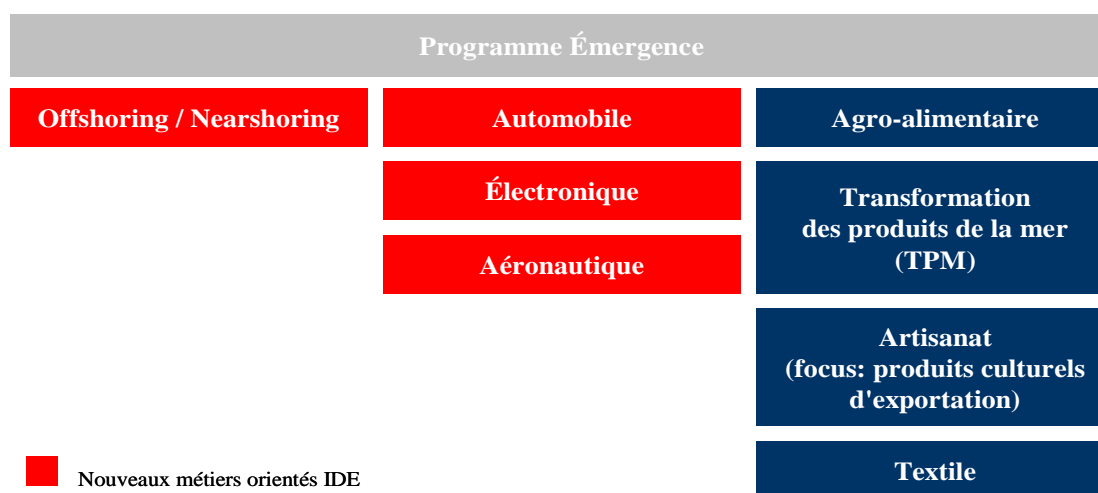 Programme Émergence
Offshoring / Nearshoring
Automobile
Agro-alimentaire
Électronique
Transformation
des produits de la mer
(TPM)
Aéronautique
Artisanat
(focus: produits culturels
d'exportation)
Textile
Nouveaux métiers orientés IDE